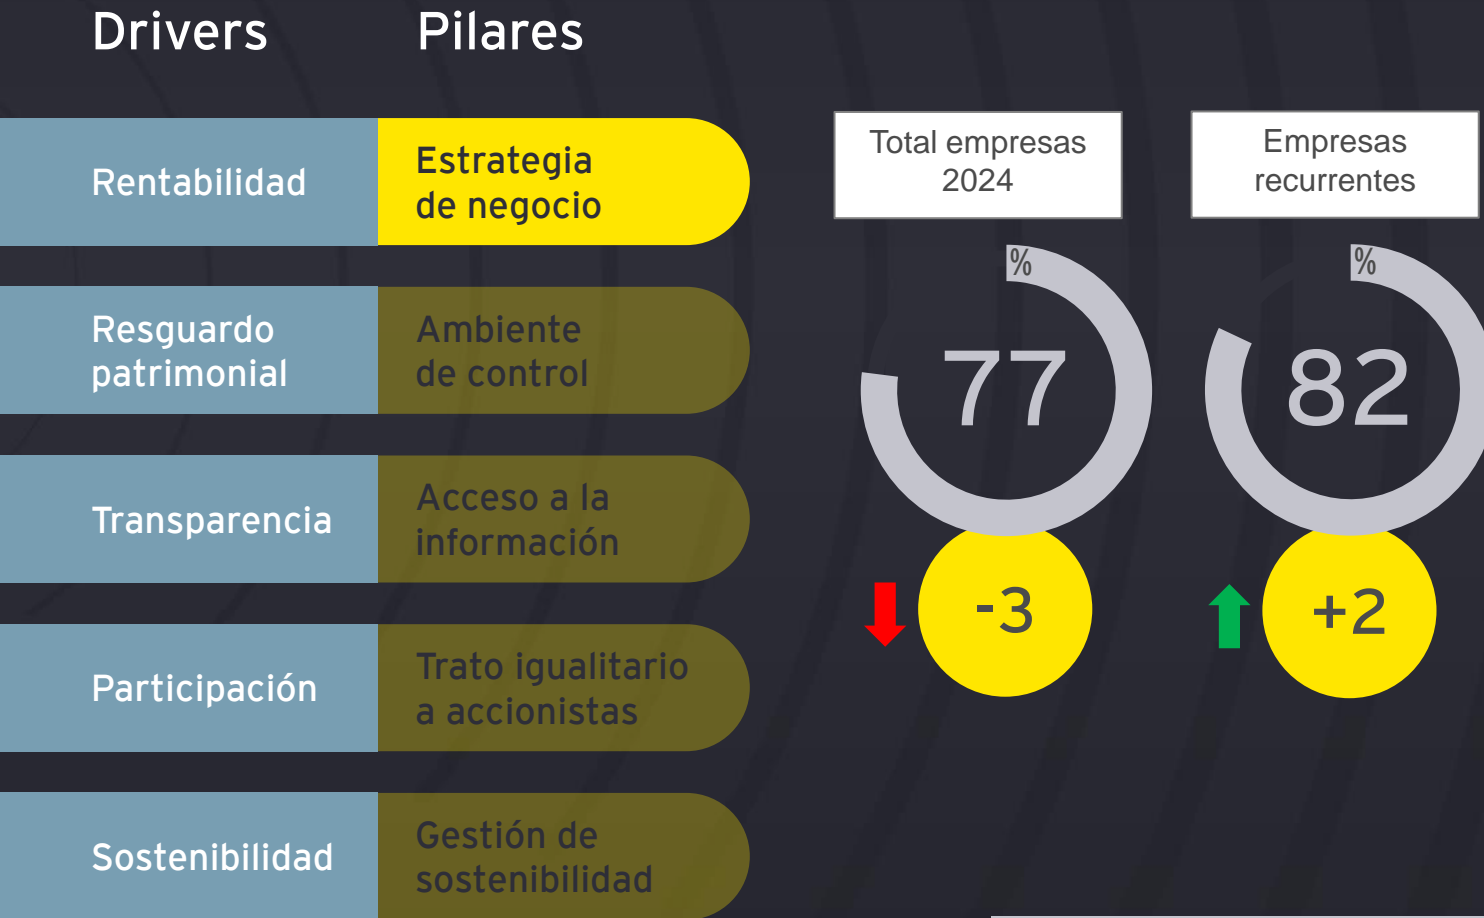 Drivers
Pilares
Rentabilidad
Estrategia
de negocio
Resguardo
patrimonial
Ambiente
de control
Transparencia
Acceso a la
información
Participación
Trato igualitario
a accionistas
Sostenibilidad
Gestión de
sostenibilidad
Total empresas
2024
%
77
-3
Empresas
recurrentes
%
82
+2